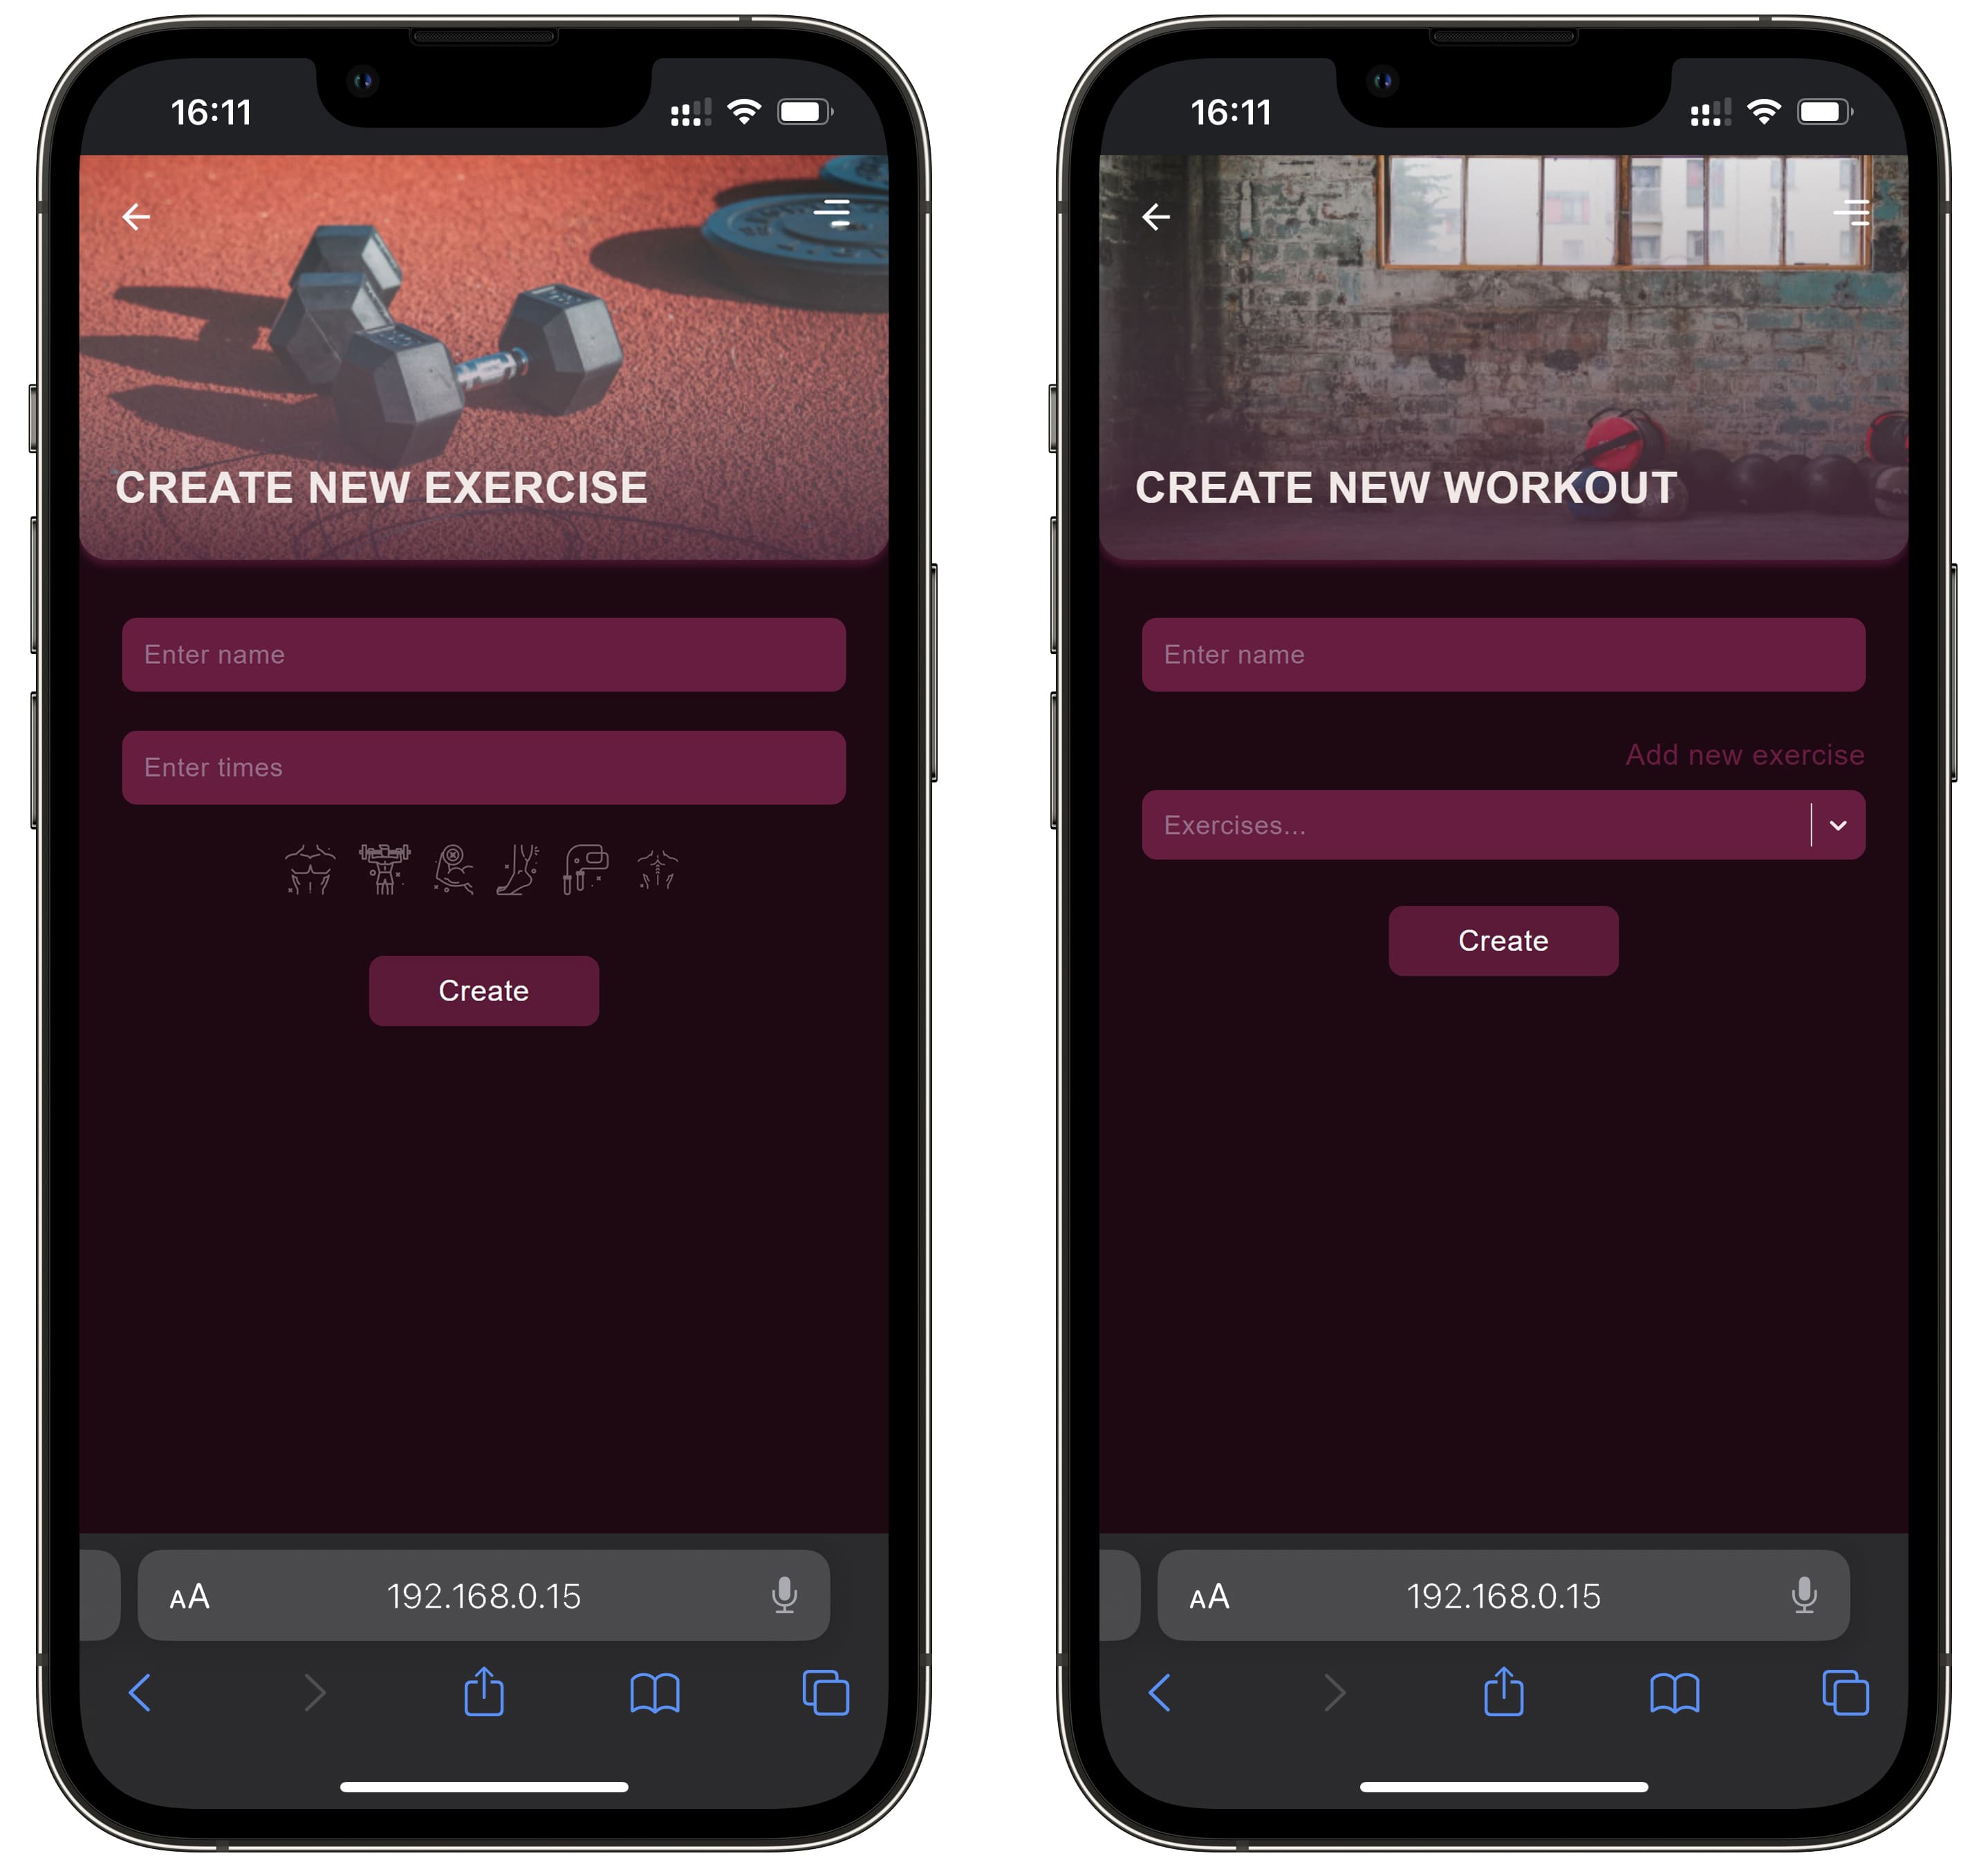 16:11
CREATE NEW EXERCISE
Enter name
Enter times
Create
AA
192.168.0.15
16:11
CREATE NEW WORKOUT
Enter name
Add new exercise
Exercises...
Create
AA
192.168.0.15